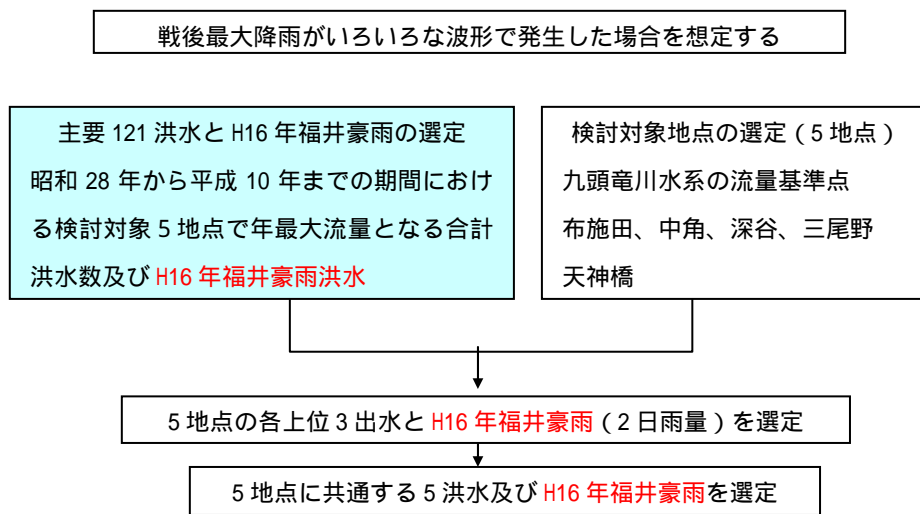 戦後最大降雨がいろいろな波形で発生した場合を想定する
主要 121 洪水と H16 年福井豪雨の選定
昭和 28 年から平成 10 年までの期間におけ
る検討対象 5 地点で年最大流量となる合計
洪水数及び H16 年福井豪雨洪水
検討対象地点の選定（5 地点）
九頭竜川水系の流量基準点
布施田、中角、深谷、三尾野
天神橋
5 地点の各上位 3 出水と H16 年福井豪雨（2 日雨量）を選定
5 地点に共通する 5 洪水及び H16 年福井豪雨を選定